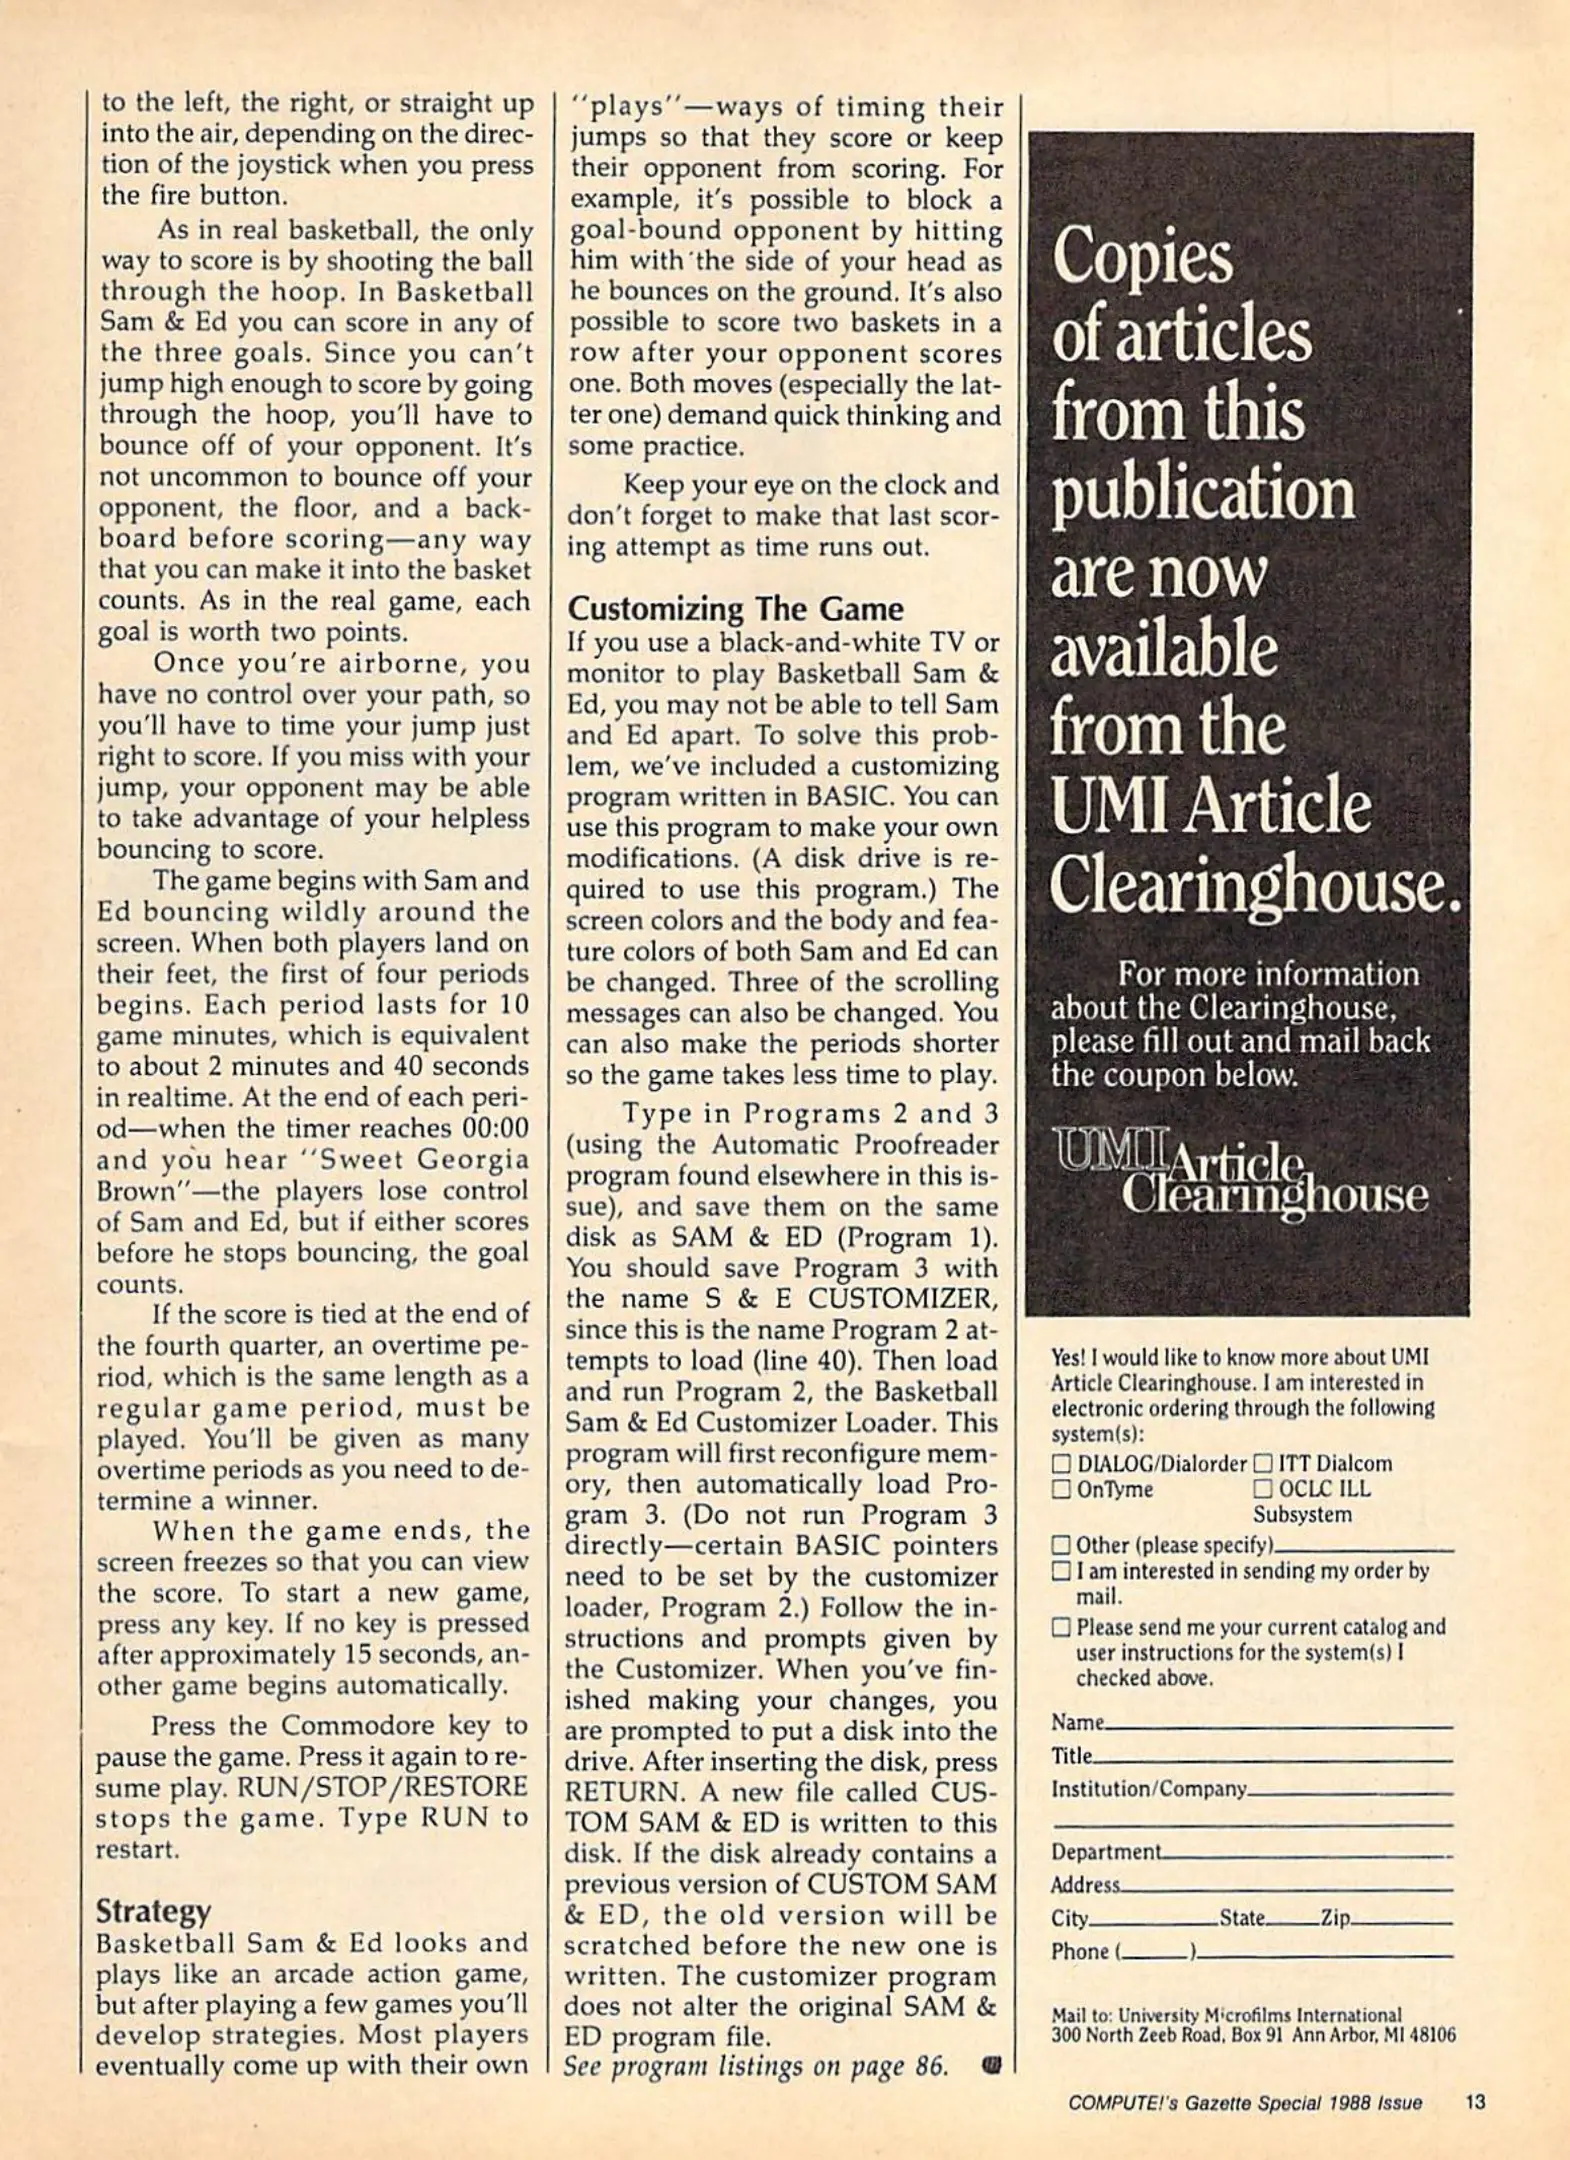 to the left, the right, or straight up
into the air, depending on the direc-
tion of the joystick when you press
the fire button.
As in real basketball, the only
way to score is by shooting the ball
through the hoop. In Basketball
Sam & Ed you can score in any of
the three goals. Since you can't
jump high enough to score by going
through the hoop, you'll have to
bounce off of your opponent. It's
not uncommon to bounce off your
opponent, the floor, and a back-
board before scoring—any way
that you can make it into the basket
counts. As in the real game, each
goal is worth two points.
Once you're airborne, you
have no control over your path, so
you'll have to time your jump just
right to score. If you miss with your
jump, your opponent may be able
to take advantage of your helpless
bouncing to score.
The game begins with Sam and
Ed bouncing wildly around the
screen. When both players land on
their feet, the first of four periods
begins. Each period lasts for 10
game minutes, which is equivalent
to about 2 minutes and 40 seconds
in realtime. At the end of each peri-
od—when the timer reaches 00:00
and you hear "Sweet Georgia
Brown"—the players lose control
of Sam and Ed, but if either scores
before he stops bouncing, the goal
counts.
If the score is tied at the end of
the fourth quarter, an overtime pe-
riod, which is the same length as a
regular game period, must be
played. You'll be given as many
overtime periods as you need to de-
termine a winner.
When the game ends, the
screen freezes so that you can view
the score. To start a new game,
press any key. If no key is pressed
after approximately 15 seconds, an-
other game begins automatically.
Press the Commodore key to
pause the game. Press it again to re-
sume play. RUN/STOP/RESTORE
stops the game. Type RUN to
restart.
Strategy
Basketball Sam & Ed looks and
plays like an arcade action game,
but after playing a few games you'll
develop strategies. Most players
eventually come up with their own
"plays"—ways of timing their
jumps so that they score or keep
their opponent from scoring. For
example, it's possible to block a
goal-bound opponent by hitting
him with the side of your head as
he bounces on the ground. It's also
possible to score two baskets in a
row after your opponent scores
one. Both moves (especially the lat-
ter one) demand quick thinking and
some practice.
Keep your eye on the clock and
don't forget to make that last scor-
ing attempt as time runs out.
Customizing The Game
If you use a black-and-white TV or
monitor to play Basketball Sam &
Ed, you may not be able to tell Sam
and Ed apart. To solve this prob-
lem, we've included a customizing
program written in BASIC. You can
use this program to make your own
modifications. (A disk drive is re-
quired to use this program.) The
screen colors and the body and fea-
ture colors of both Sam and Ed can
be changed. Three of the scrolling
messages can also be changed. You
can also make the periods shorter
so the game takes less time to play.
Type in Programs 2 and 3
(using the Automatic Proofreader
program found elsewhere in this is-
sue), and save them on the same
disk as SAM & ED (Program 1).
You should save Program 3 with
the name S & E CUSTOMIZER,
since this is the name Program 2 at-
tempts to load (line 40). Then load
and run Program 2, the Basketball
Sam & Ed Customizer Loader. This
program will first reconfigure mem-
ory, then automatically load Pro-
gram 3. (Do not run Program 3
directly—certain BASIC pointers
need to be set by the customizer
loader, Program 2.) Follow the in-
structions and prompts given by
the Customizer. When you've fin-
ished making your changes, you
are prompted to put a disk into the
drive. After inserting the disk, press
RETURN. A new file called CUS-
TOM SAM & ED is written to this
disk. If the disk already contains a
previous version of CUSTOM SAM
& ED, the old version will be
scratched before the new one is
written. The customizer program
does not alter the original SAM &
ED program file.
See program listings on page 86.
Copies
of articles
from this
publication
are now
available
from the
UMI Article
Clearinghouse.
For more information
about the Clearinghouse,
please fill out and mail back
the coupon below.
UMI Article
Clearinghouse
Yes! I would like to know more about UMI
Article Clearinghouse. I am interested in
electronic ordering through the following
system(s):
☐ DIALOG/Dialorder ☐ ITT Dialcom
☐ OnTyme ☐ OCLC ILL
Subsystem
☐ Other (please specify)
☐ I am interested in sending my order by
mail.
☐ Please send me your current catalog and
user instructions for the system(s) I
checked above.
Name
Title
Institution/Company
Department
Address
City State Zip
Phone ( )
Mail to: University Microfilms International
300 North Zeeb Road, Box 91 Ann Arbor, MI 48106
COMPUTE!'s Gazette Special 1988 Issue 13